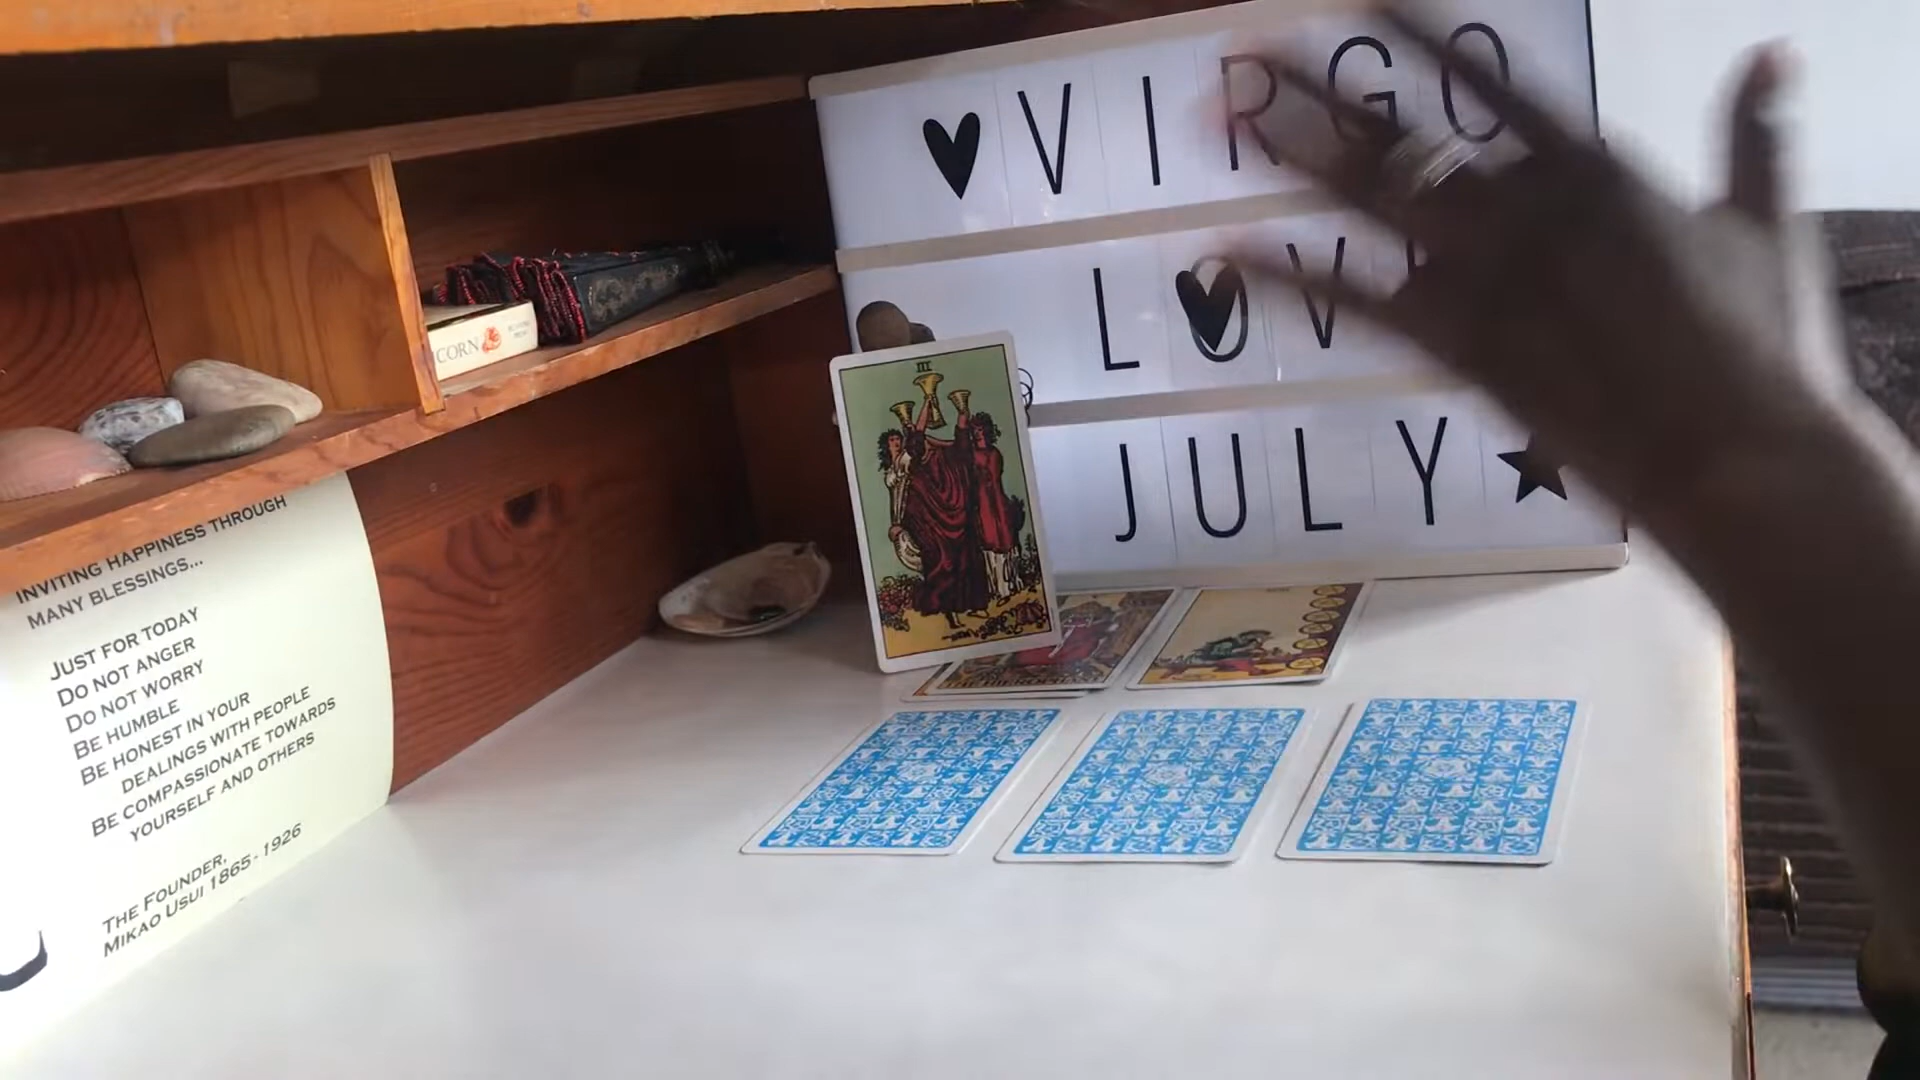 ♥ VIRGO
LOVE
JULY ★
III
CORN
INVITING HAPPINESS THROUGH
MANY BLESSINGS...
JUST FOR TODAY
DO NOT ANGER
DO NOT WORRY
BE HUMBLE
BE HONEST IN YOUR
DEALINGS WITH PEOPLE
BE COMPASSIONATE TOWARDS
YOURSELF AND OTHERS
THE FOUNDER,
MIKAO USUI 1865 - 1926